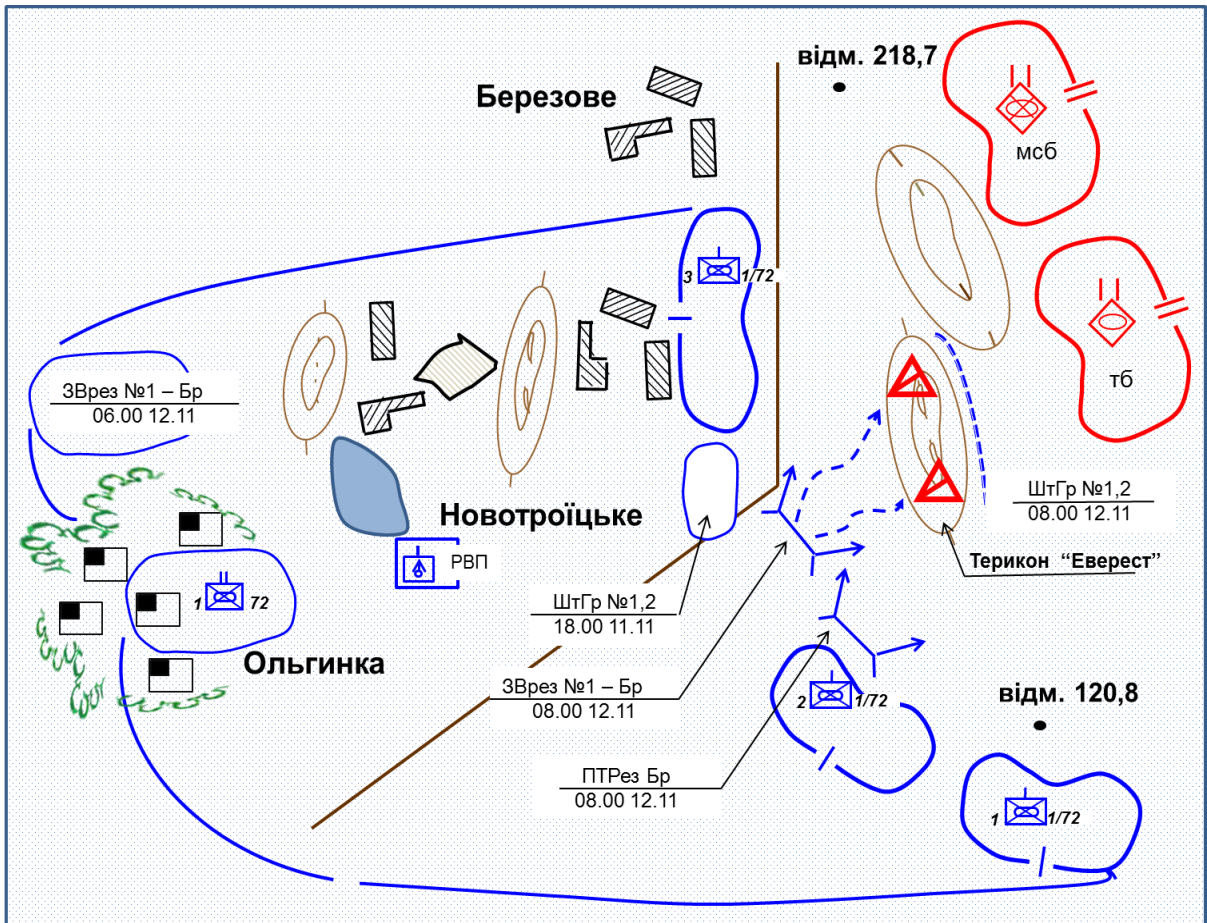 відм. 218,7
Березове
мсб
3 1/72
тб
ЗВрез №1 – Бр
06.00 12.11
ШтГр №1,2
08.00 12.11
Новотроїцьке
РВП
Терикон “Еверест”
1 72
ШтГр №1,2
18.00 11.11
Ольгинка
ЗВрез №1 – Бр
08.00 12.11
2 1/72
відм. 120,8
ПТРез Бр
08.00 12.11
1 1/72